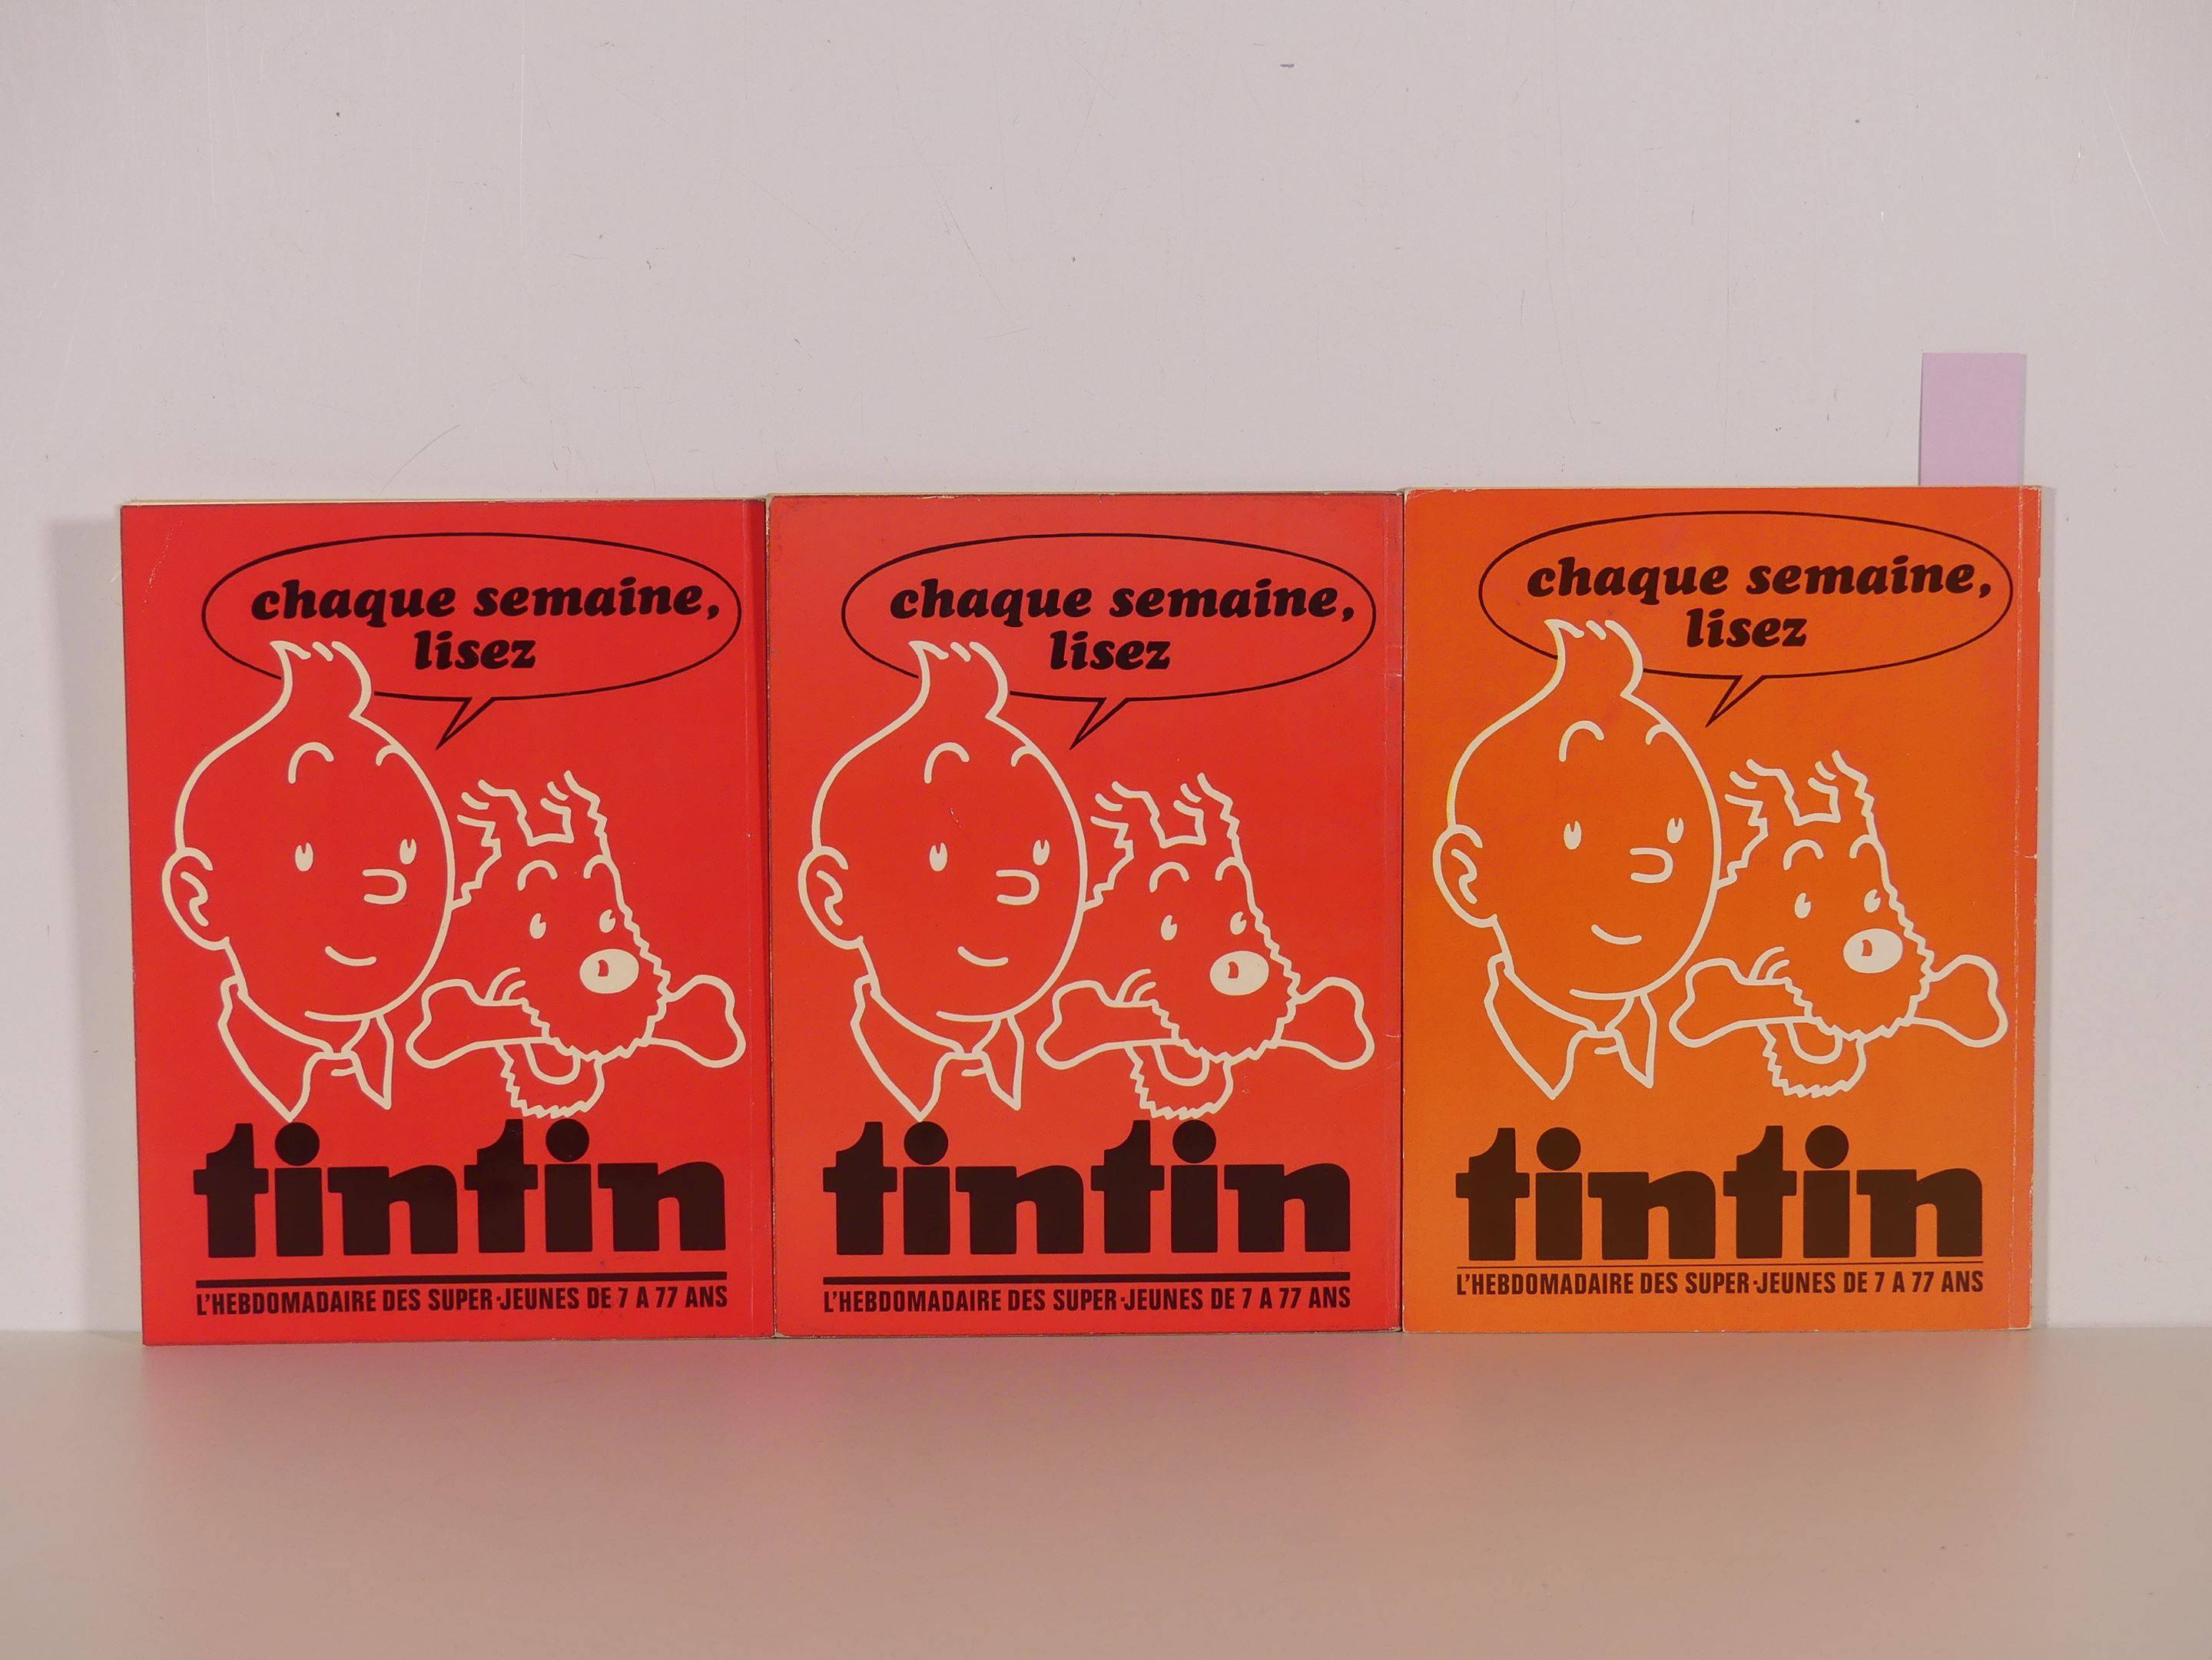 chaque semaine,
lisez
tintin
L'HEBDOMADAIRE DES SUPER-JEUNES DE 7 A 77 ANS
chaque semaine,
lisez
tintin
L'HEBDOMADAIRE DES SUPER-JEUNES DE 7 A 77 ANS
chaque semaine,
lisez
tintin
L'HEBDOMADAIRE DES SUPER-JEUNES DE 7 A 77 ANS